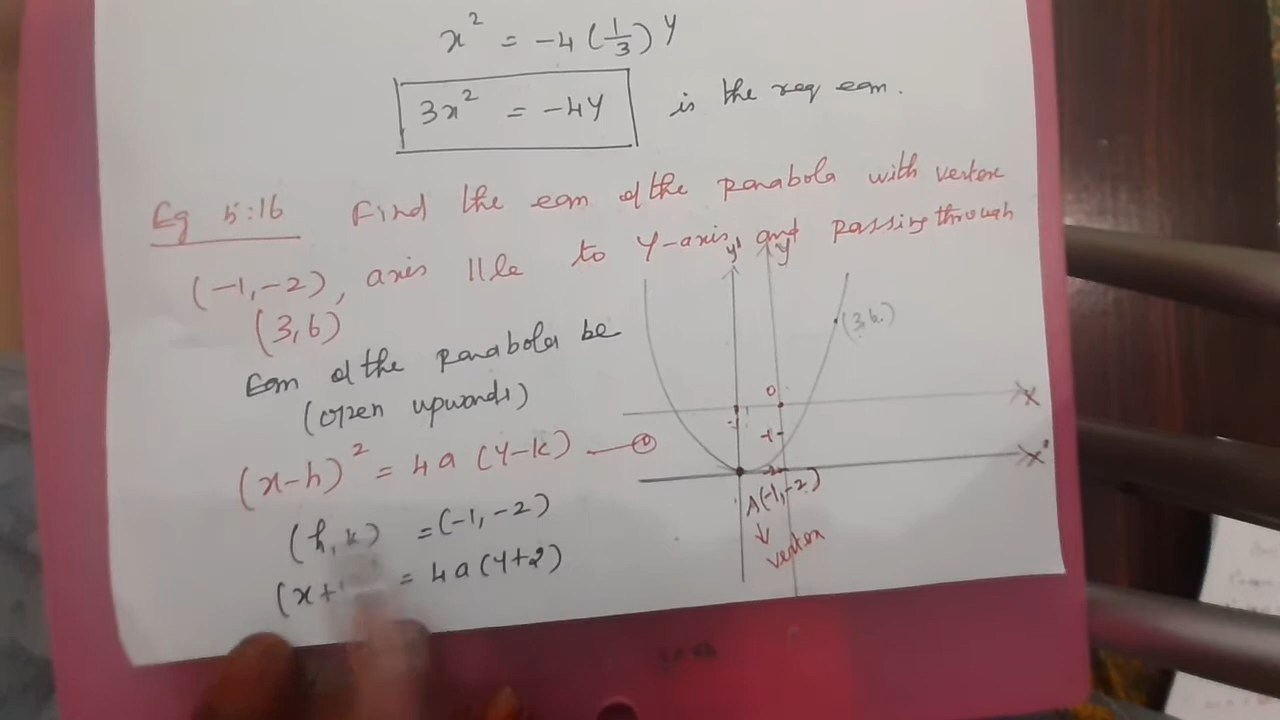 x² = -4 (1/3) y
3x² = -4y is the req eqn.
Eg 5:16 Find the eqn of the parabola with vertex
(-1,-2), axis ||le to y-axis and passing through
(3,6)
Eqn of the parabola be
(open upwards)
(x-h)² = 4a (y-k)
(h,k) = (-1,-2)
(x+ = 4a(y+2)
y'
y
(3,6)
0
X
-1
-1
-2
X'
A(-1,-2)
↓
vertex